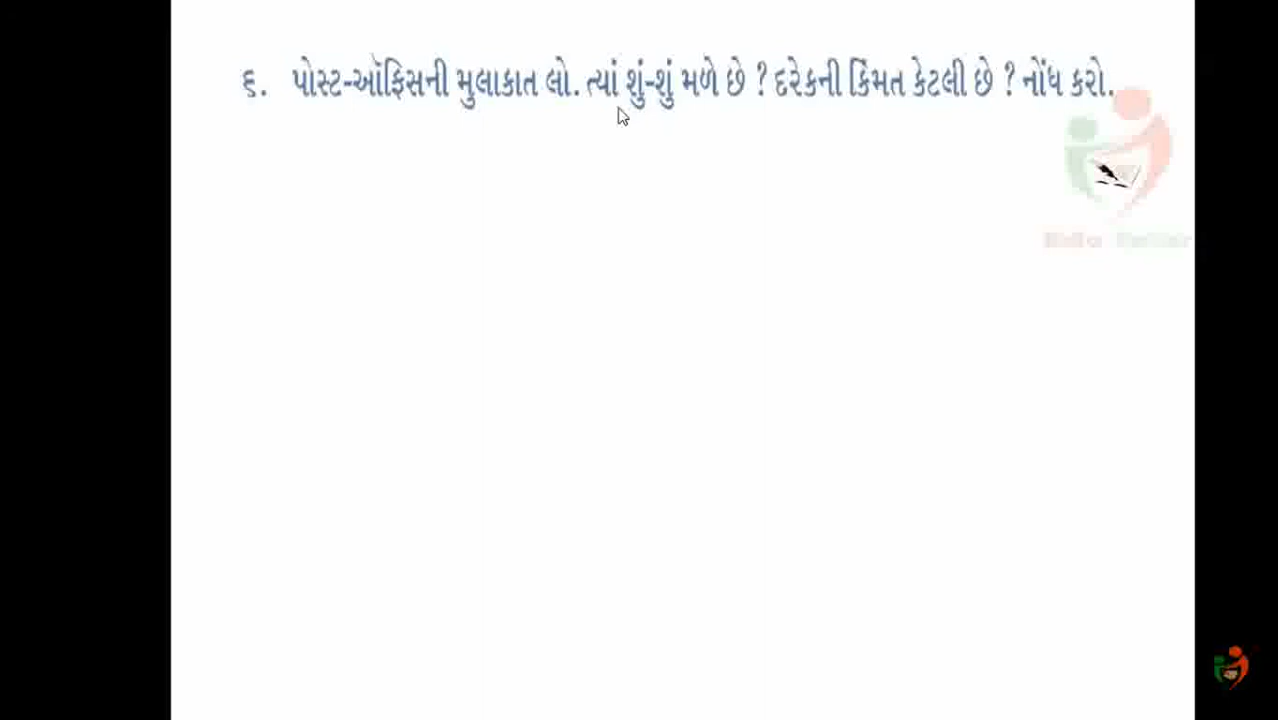 ૬. પોસ્ટ-ઑફિસની મુલાકાત લો. ત્યાં શું-શું મળે છે ? દરેકની કિંમત કેટલી છે ? નોંધ કરો.